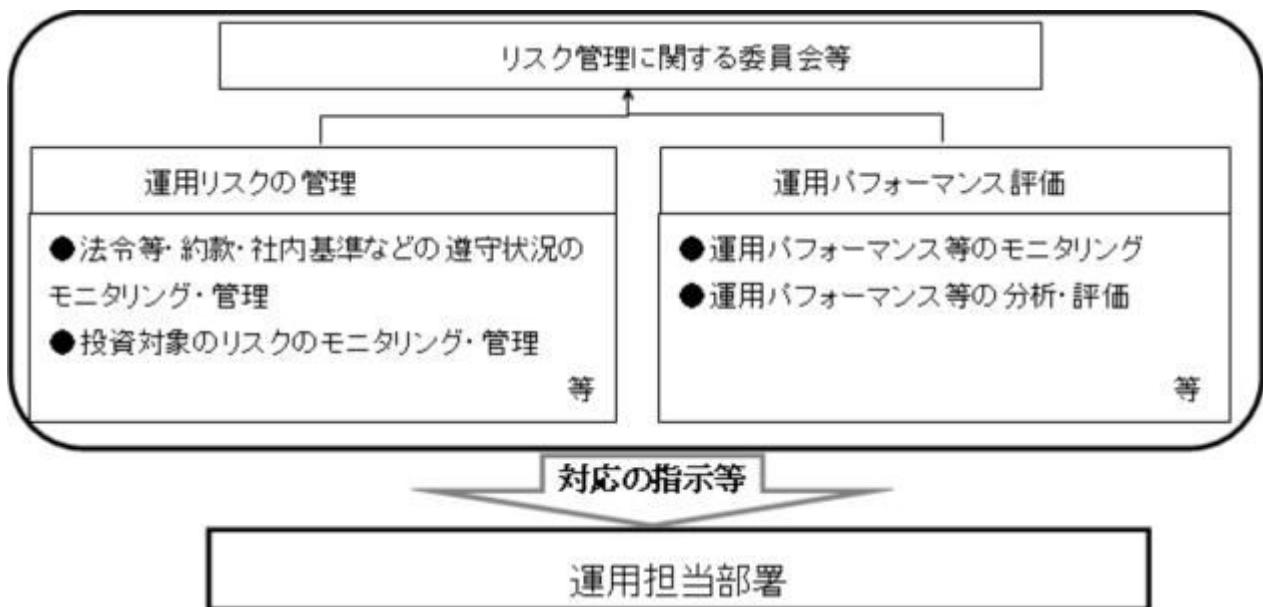 リスク管理に関する委員会等
運用リスクの管理
●法令等・約款・社内基準などの遵守状況の
モニタリング・管理
●投資対象のリスクのモニタリング・管理
等
運用パフォーマンス評価
●運用パフォーマンス等のモニタリング
●運用パフォーマンス等の分析・評価
等
対応の指示等
運用担当部署